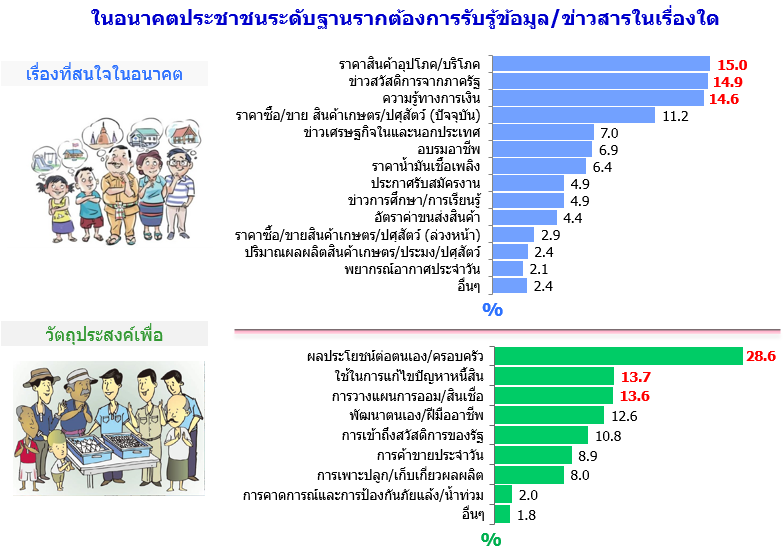 ในอนาคตประชาชนระดับฐานรากต้องการรับรู้ข้อมูล/ข่าวสารในเรื่องใด
เรื่องที่สนใจในอนาคต
ราคาสินค้าอุปโภค/บริโภค 15.0
ข่าวสวัสดิการจากภาครัฐ 14.9
ความรู้ทางการเงิน 14.6
ราคาซื้อ/ขาย สินค้าเกษตร/ปศุสัตว์ (ปัจจุบัน) 11.2
ข่าวเศรษฐกิจในและนอกประเทศ 7.0
อบรมอาชีพ 6.9
ราคาน้ำมันเชื้อเพลิง 6.4
ประกาศรับสมัครงาน 4.9
ข่าวการศึกษา/การเรียนรู้ 4.9
อัตราค่าขนส่งสินค้า 4.4
ราคาซื้อ/ขายสินค้าเกษตร/ปศุสัตว์ (ล่วงหน้า) 2.9
ปริมาณผลผลิตสินค้าเกษตร/ประมง/ปศุสัตว์ 2.4
พยากรณ์อากาศประจำวัน 2.1
อื่นๆ 2.4
%
วัตถุประสงค์เพื่อ
ผลประโยชน์ต่อตนเอง/ครอบครัว 28.6
ใช้ในการแก้ไขปัญหาหนี้สิน 13.7
การวางแผนการออม/สินเชื่อ 13.6
พัฒนาตนเอง/ฝีมืออาชีพ 12.6
การเข้าถึงสวัสดิการของรัฐ 10.8
การค้าขายประจำวัน 8.9
การเพาะปลูก/เก็บเกี่ยวผลผลิต 8.0
การคาดการณ์และการป้องกันภัยแล้ง/น้ำท่วม 2.0
อื่นๆ 1.8
%